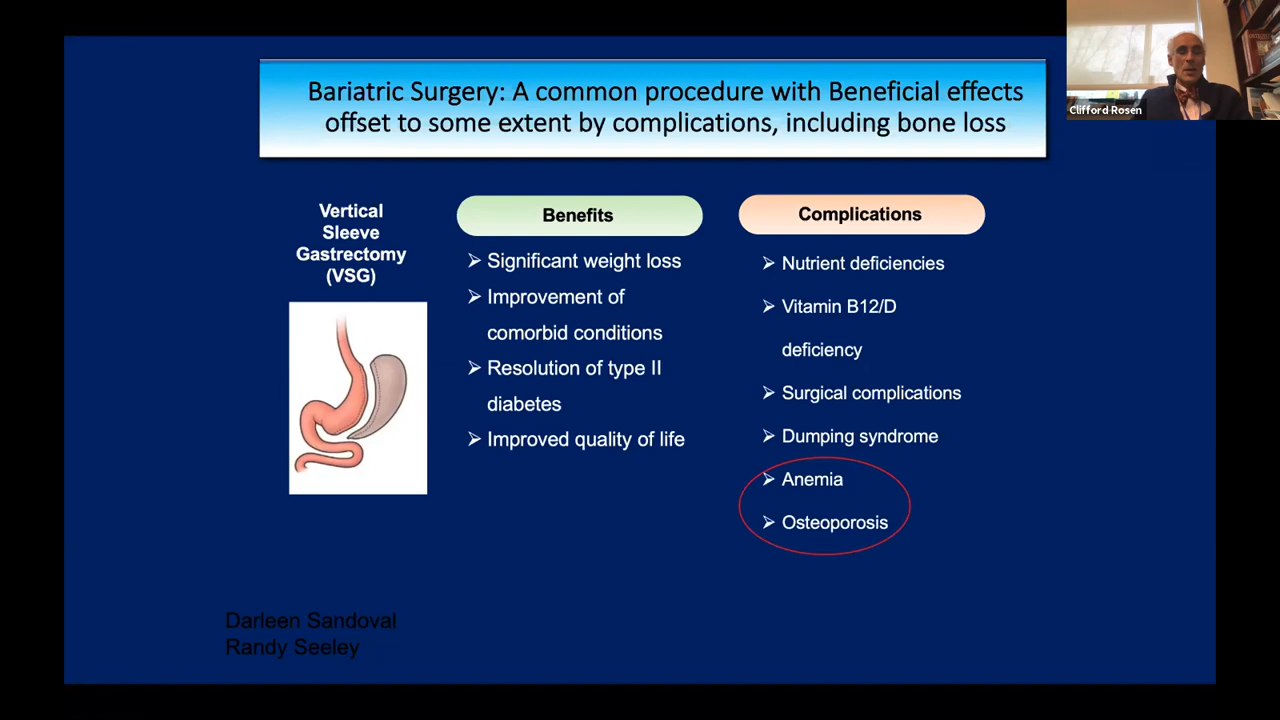 Bariatric Surgery: A common procedure with Beneficial effects
offset to some extent by complications, including bone loss
Clifford Rosen
Vertical
Sleeve
Gastrectomy
(VSG)
Benefits
➢ Significant weight loss
➢ Improvement of
comorbid conditions
➢ Resolution of type II
diabetes
➢ Improved quality of life
Complications
➢ Nutrient deficiencies
➢ Vitamin B12/D
deficiency
➢ Surgical complications
➢ Dumping syndrome
➢ Anemia
➢ Osteoporosis
Darleen Sandoval
Randy Seeley